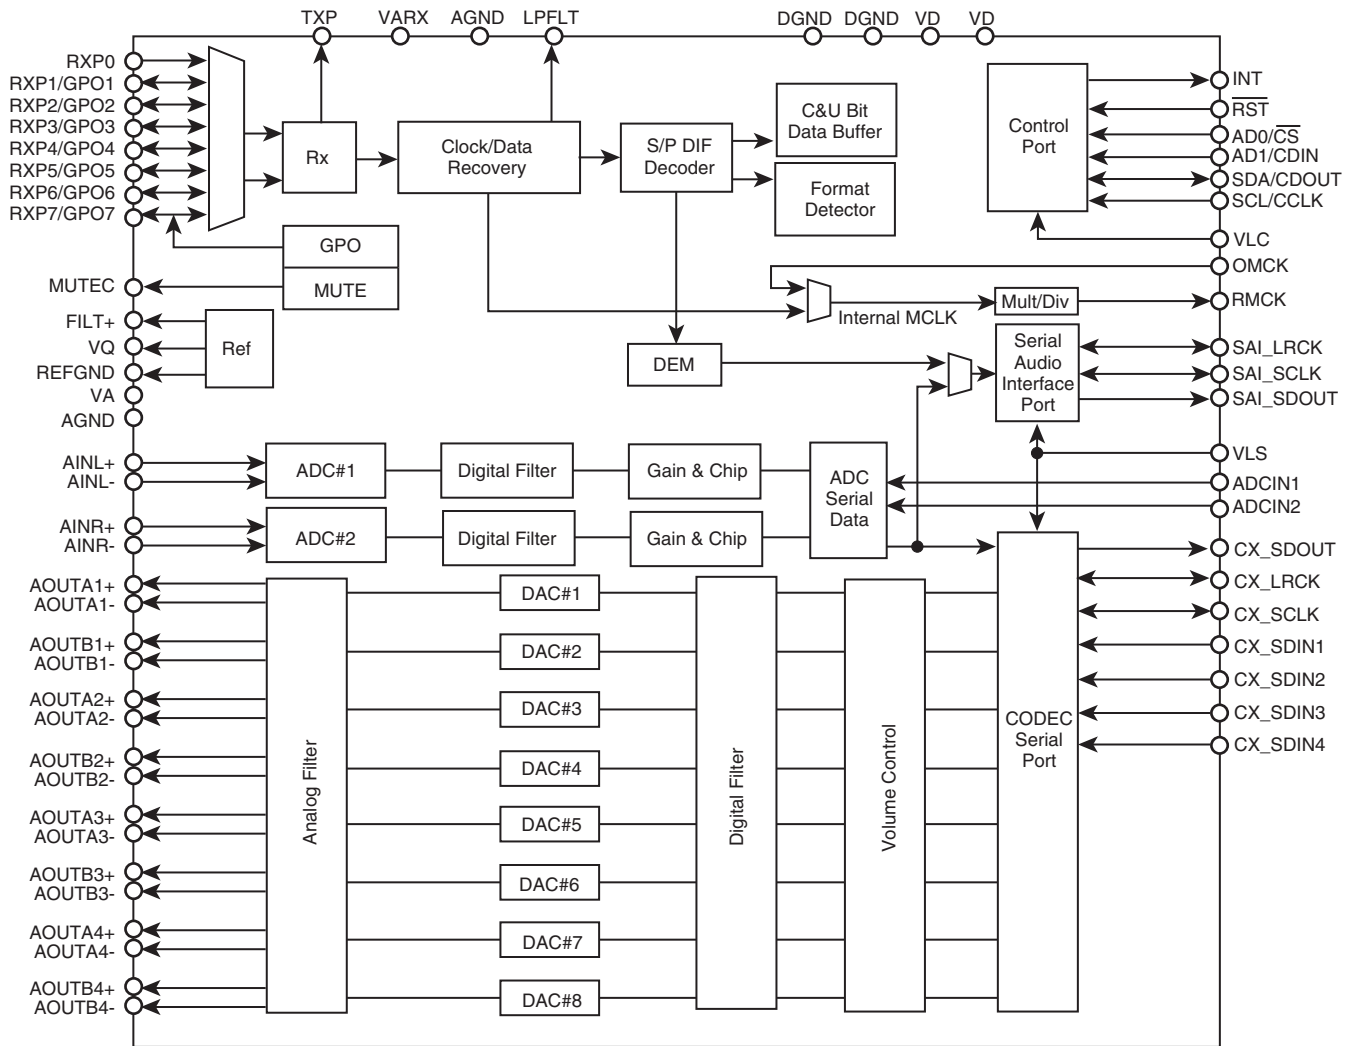 TXP VARX AGND LPFLT DGND DGND VD VD
RXP0
RXP1/GPO1
RXP2/GPO2
RXP3/GPO3
RXP4/GPO4
RXP5/GPO5
RXP6/GPO6
RXP7/GPO7
MUTEC
FILT+
VQ
REFGND
VA
AGND
AINL+
AINL-
AINR+
AINR-
AOUTA1+
AOUTA1-
AOUTB1+
AOUTB1-
AOUTA2+
AOUTA2-
AOUTB2+
AOUTB2-
AOUTA3+
AOUTA3-
AOUTB3+
AOUTB3-
AOUTA4+
AOUTA4-
AOUTB4+
AOUTB4-
Rx
Clock/Data
Recovery
S/P DIF
Decoder
C&U Bit
Data Buffer
Format
Detector
Control
Port
GPO
MUTE
Ref
Internal MCLK
Mult/Div
DEM
Serial
Audio
Interface
Port
ADC#1
Digital Filter
Gain & Chip
ADC
Serial
Data
ADC#2
Digital Filter
Gain & Chip
Analog Filter
DAC#1
DAC#2
DAC#3
DAC#4
DAC#5
DAC#6
DAC#7
DAC#8
Digital Filter
Volume Control
CODEC
Serial
Port
INT
RST
AD0/CS
AD1/CDIN
SDA/CDOUT
SCL/CCLK
VLC
OMCK
RMCK
SAI_LRCK
SAI_SCLK
SAI_SDOUT
VLS
ADCIN1
ADCIN2
CX_SDOUT
CX_LRCK
CX_SCLK
CX_SDIN1
CX_SDIN2
CX_SDIN3
CX_SDIN4